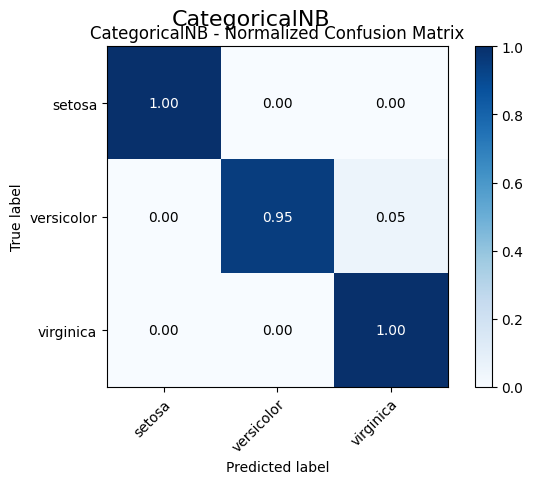 CategoricalNB
CategoricalNB - Normalized Confusion Matrix
1.0
setosa 1.00 0.00 0.00
0.8
0.6
True label
versicolor 0.00 0.95 0.05
0.4
0.2
virginica 0.00 0.00 1.00
0.0
setosa versicolor virginica
Predicted label